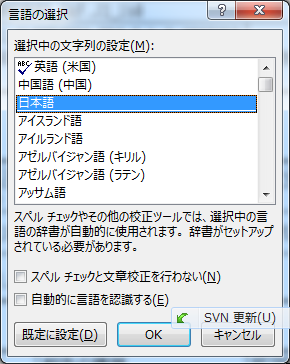 言語の選択
選択中の文字列の設定(M):
ABC 英語 (米国)
中国語 (中国)
日本語
アイスランド語
アイルランド語
アゼルバイジャン語 (キリル)
アゼルバイジャン語 (ラテン)
アッサム語
スペル チェックやその他の校正ツールでは、選択中の言
語の辞書が自動的に使用されます。辞書がセットアップ
されている必要があります。
スペル チェックと文章校正を行わない(N)
自動的に言語を認識する(E)
SVN 更新(U)
既定に設定(D)... OK キャンセル